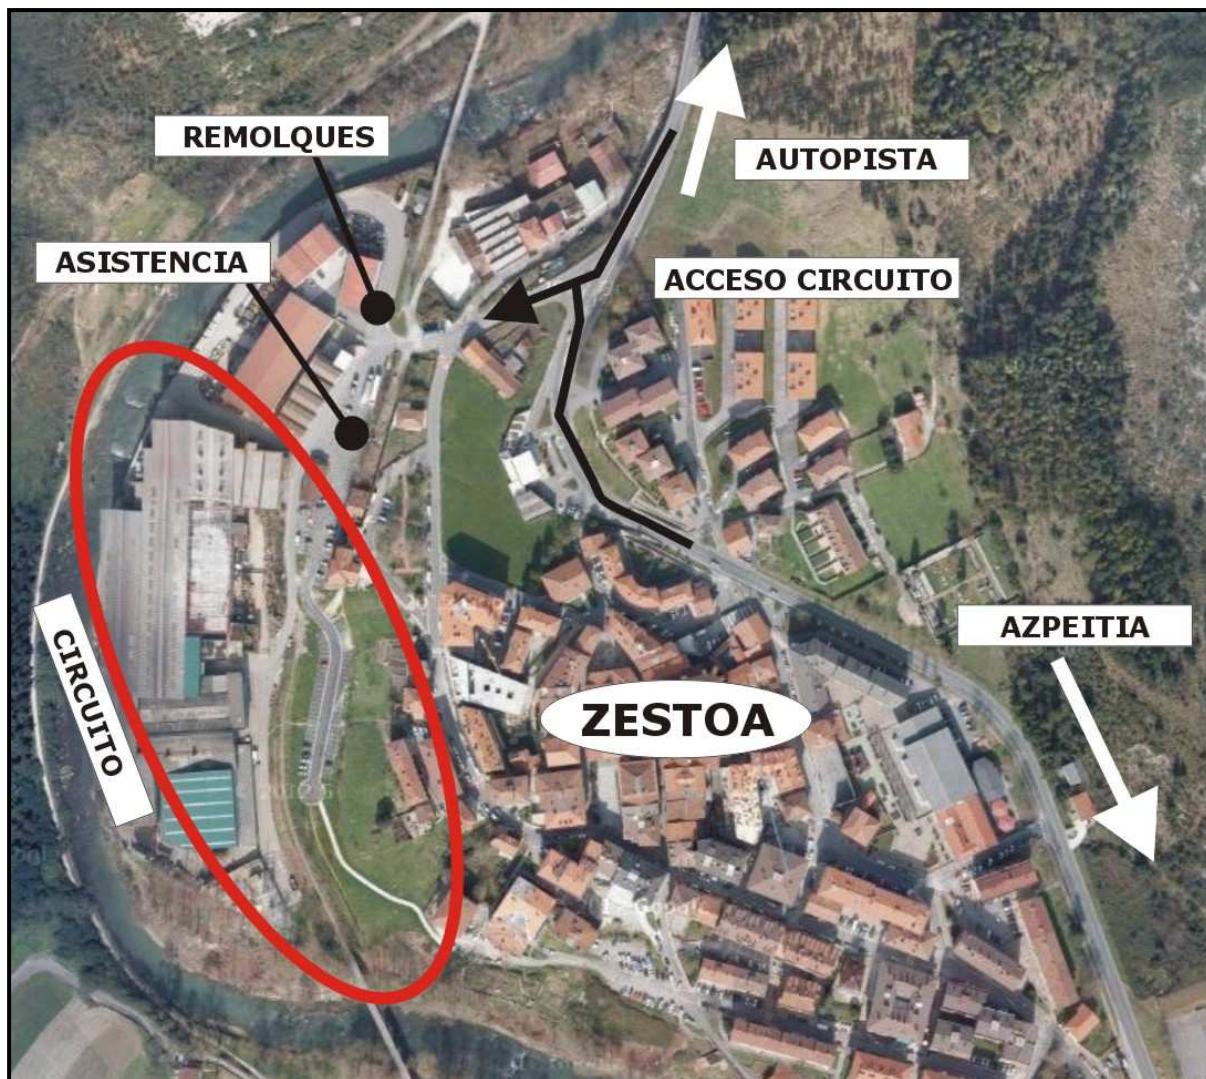 REMOLQUES
AUTOPISTA
ASISTENCIA
ACCESO CIRCUITO
AZPEITIA
CIRCUITO
ZESTOA